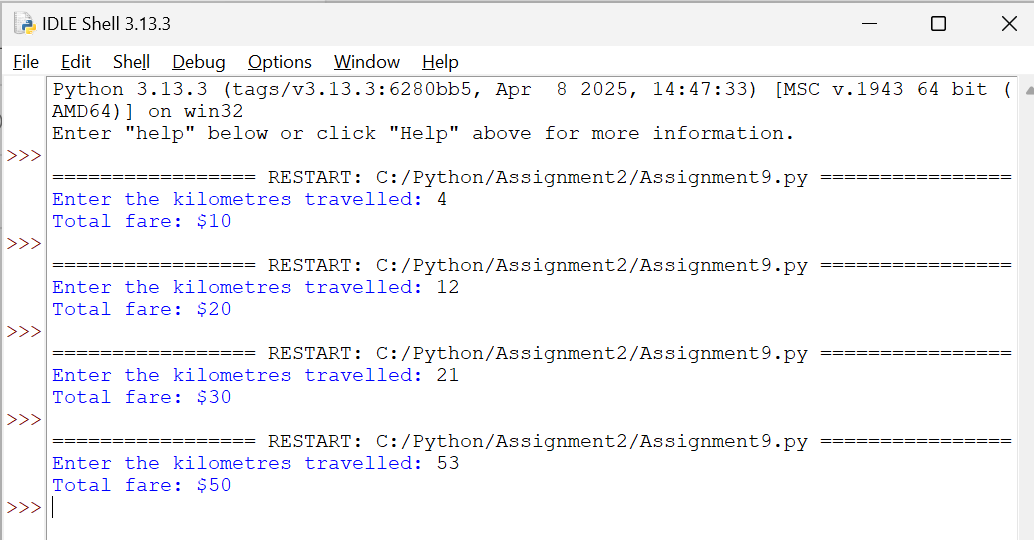 IDLE Shell 3.13.3
File Edit Shell Debug Options Window Help
Python 3.13.3 (tags/v3.13.3:6280bb5, Apr  8 2025, 14:47:33) [MSC v.1943 64 bit (
AMD64)] on win32
Enter "help" below or click "Help" above for more information.
>>>
================= RESTART: C:/Python/Assignment2/Assignment9.py ================
Enter the kilometres travelled: 4
Total fare: $10
>>>
================= RESTART: C:/Python/Assignment2/Assignment9.py ================
Enter the kilometres travelled: 12
Total fare: $20
>>>
================= RESTART: C:/Python/Assignment2/Assignment9.py ================
Enter the kilometres travelled: 21
Total fare: $30
>>>
================= RESTART: C:/Python/Assignment2/Assignment9.py ================
Enter the kilometres travelled: 53
Total fare: $50
>>>